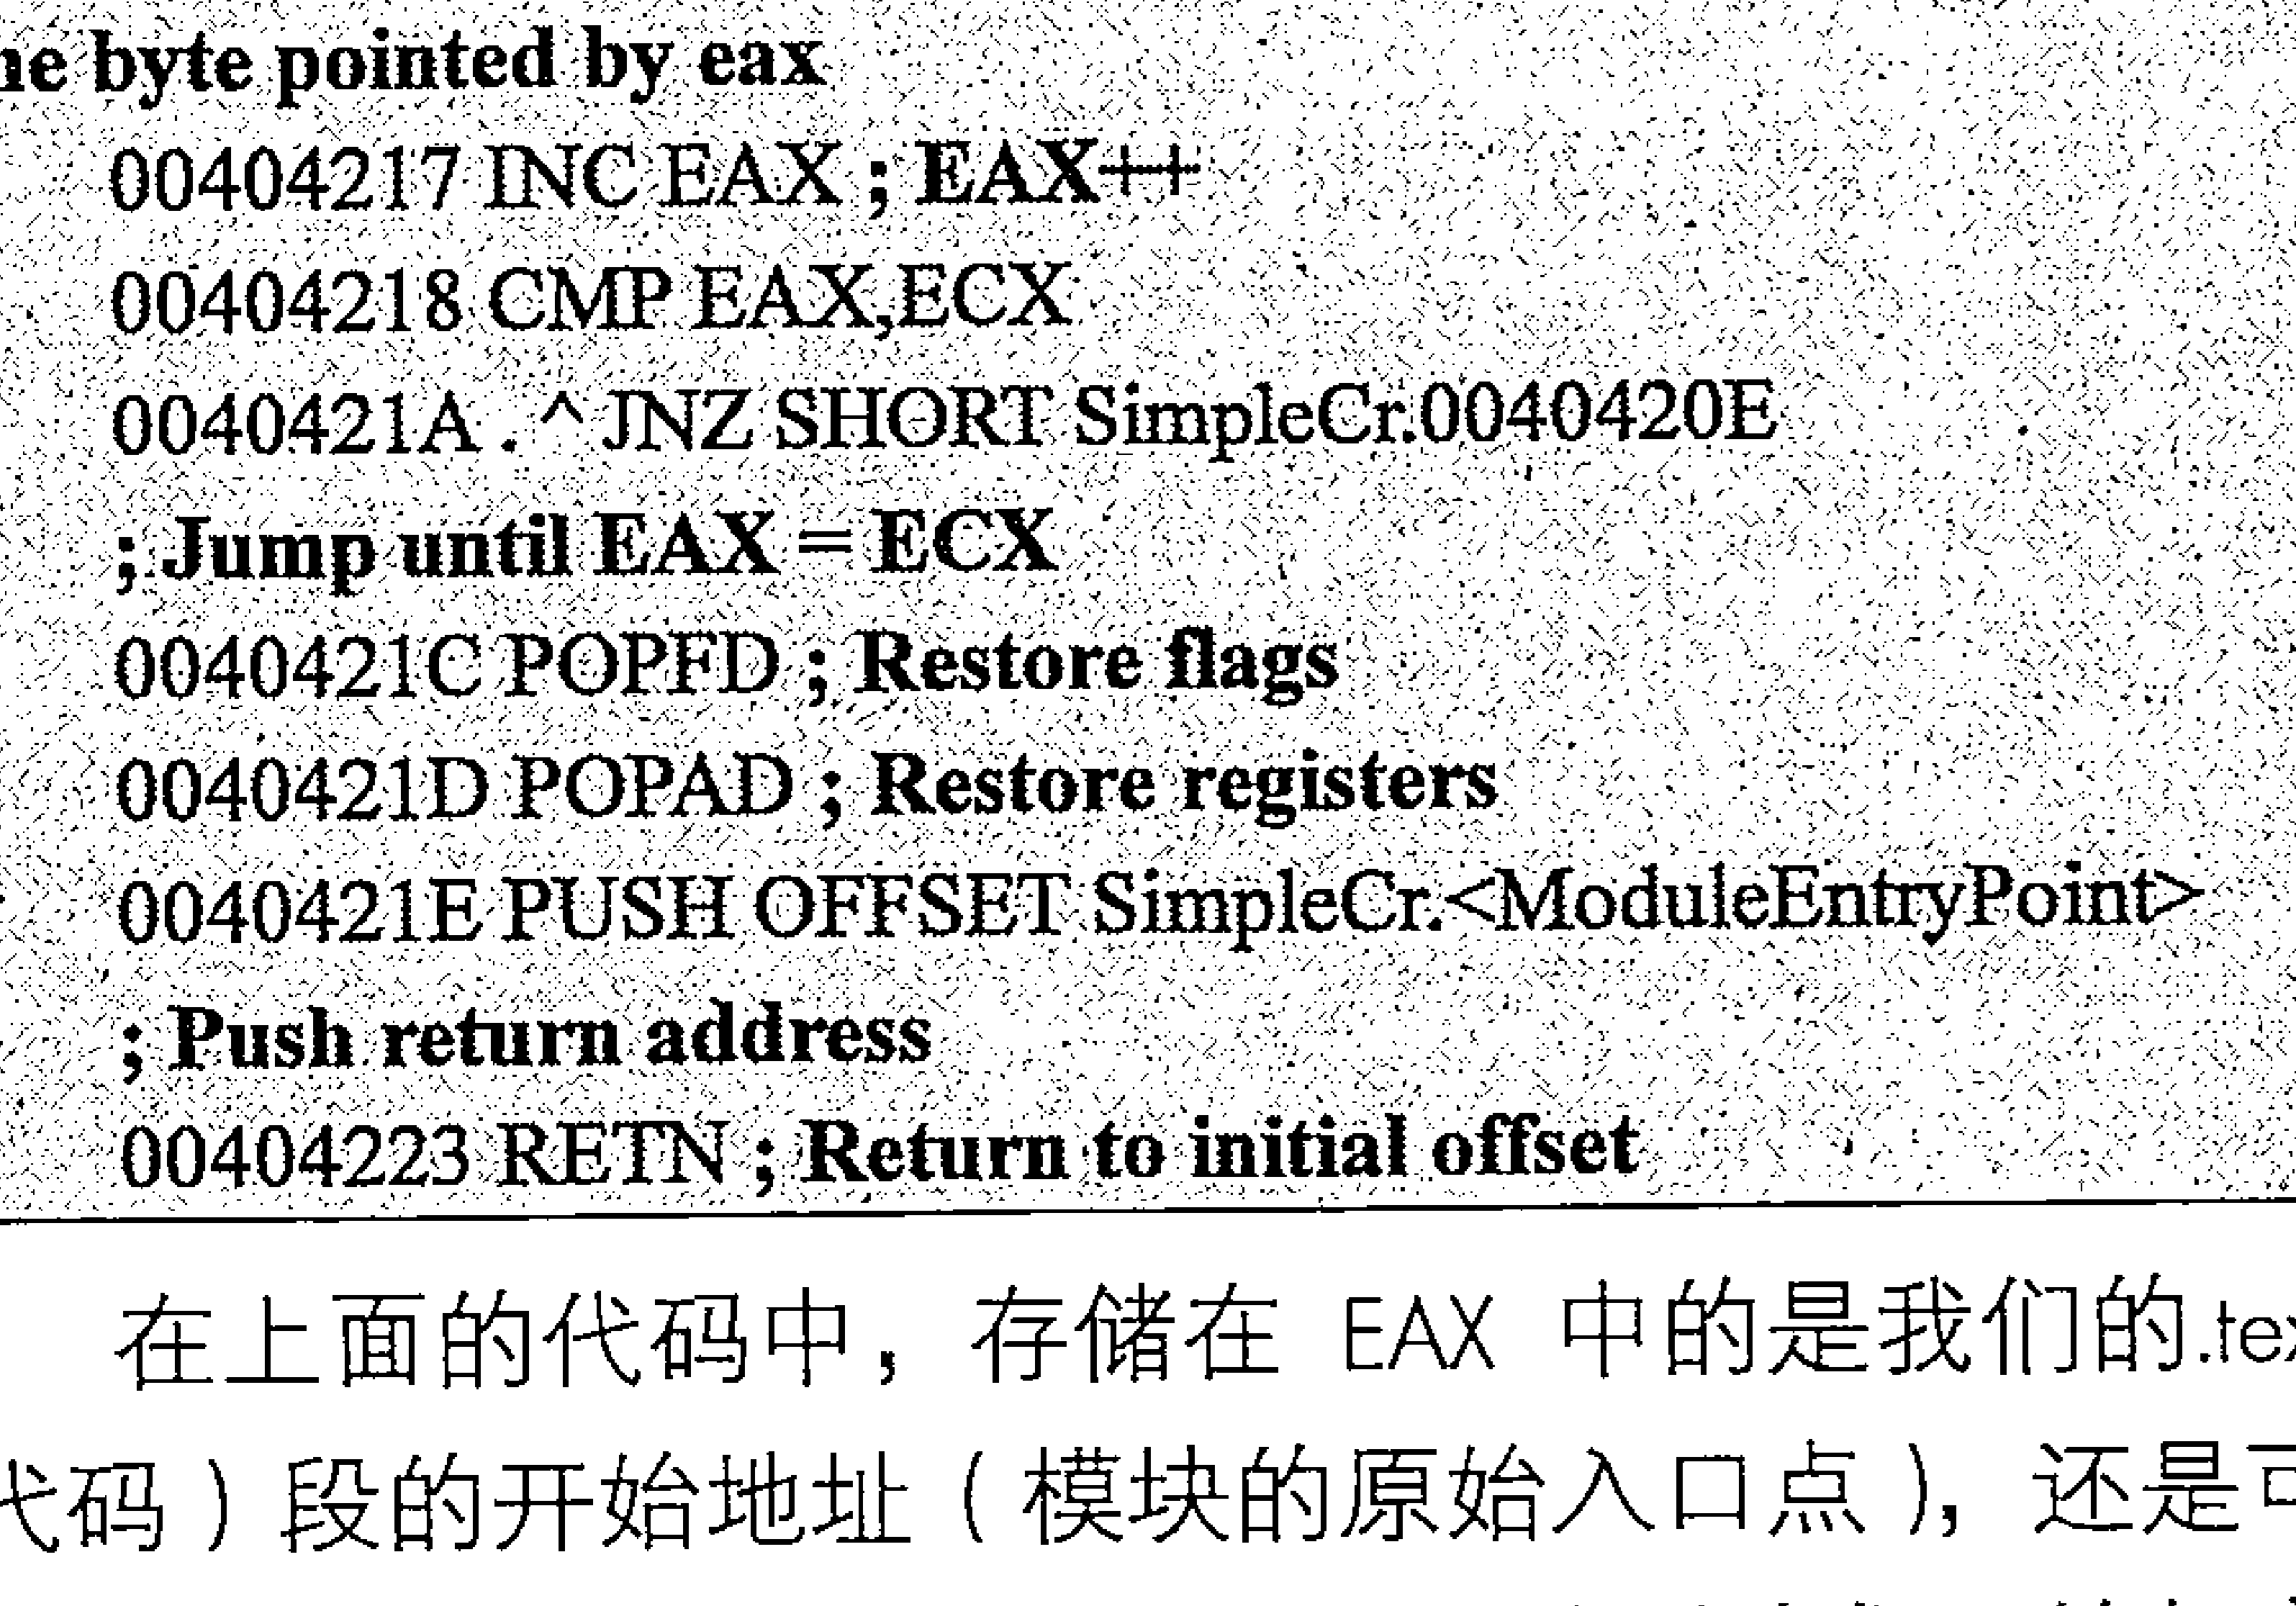 byte pointed by eax
00404217 INC EAX ; EAX++
00404218 CMP EAX,ECX
0040421A . ^ JNZ SHORT SimpleCr.0040420E
; Jump until EAX = ECX
0040421C POPFD ; Restore flags
0040421D POPAD ; Restore registers
0040421E PUSH OFFSET SimpleCr.<ModuleEntryPoint>
; Push return address
00404223 RETN ; Return to initial offset
在上面的代码中，存储在 EAX 中的是我们的
码）段的开始地址（模块的原始入口点），还是